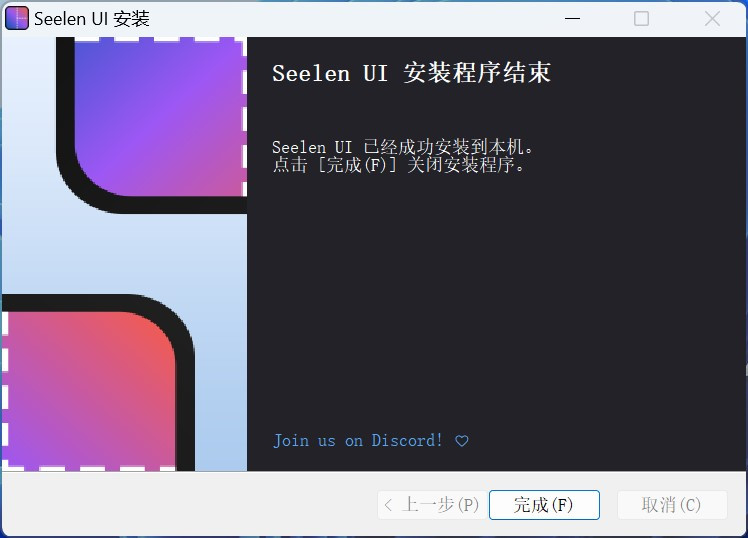 Seelen UI 安装
Seelen UI 安装程序结束
Seelen UI 已经成功安装到本机。
点击 [完成(F)] 关闭安装程序。
Join us on Discord! ♡
< 上一步(P)
完成(F)
取消(C)